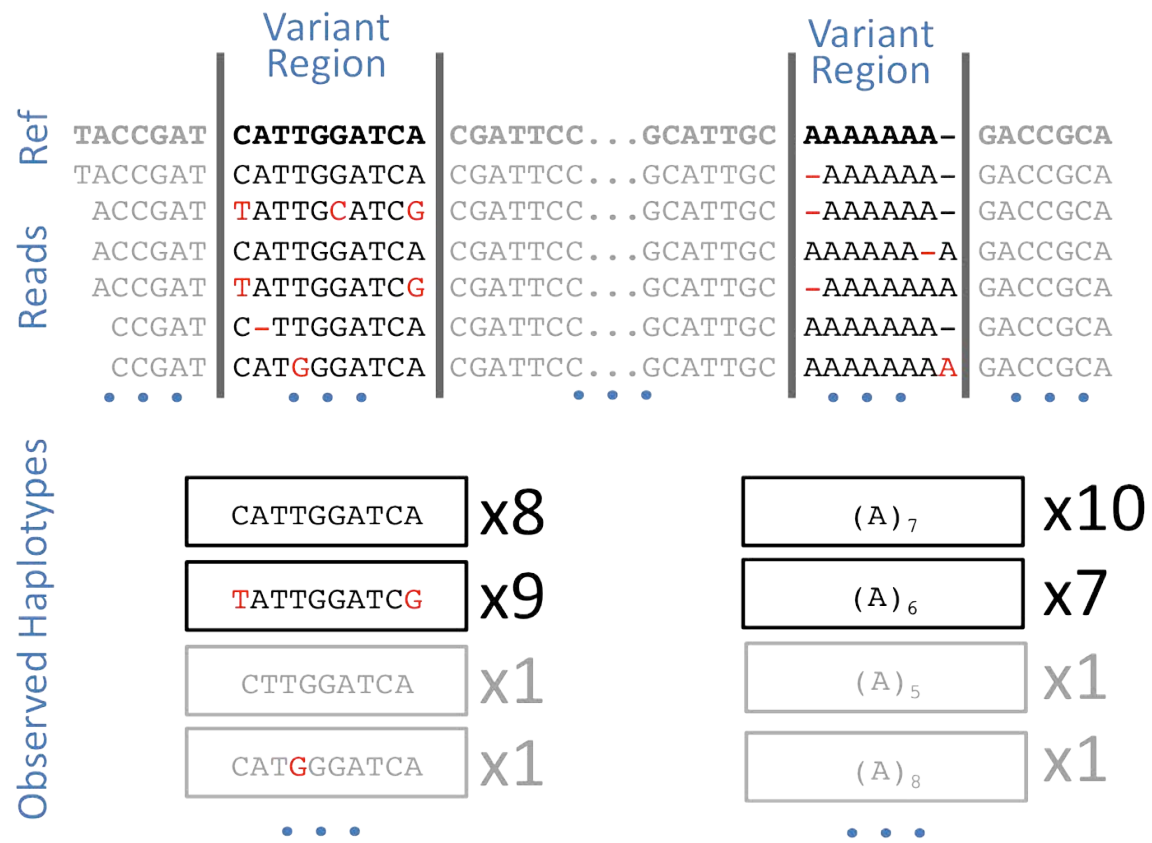 Variant Region Variant Region
Ref TACCGAT CATTGGATCA CGATTCC...GCATTGC AAAAAAA- GACCGCA
Reads
TACCGAT CATTGGATCA CGATTCC...GCATTGC -AAAAAA- GACCGCA
ACCGAT TATTGCATCG CGATTCC...GCATTGC -AAAAAA- GACCGCA
ACCGAT CATTGGATCA CGATTCC...GCATTGC AAAAAA-A GACCGCA
ACCGAT TATTGGATCG CGATTCC...GCATTGC -AAAAAAA GACCGCA
CCGAT C-TTGGATCA CGATTCC...GCATTGC AAAAAAA- GACCGCA
CCGAT CATGGGATCA CGATTCC...GCATTGC AAAAAAAA GACCGCA
Observed Haplotypes
CATTGGATCA x8 (A)7 x10
TATTGGATCG x9 (A)6 x7
CTTGGATCA x1 (A)5 x1
CATGGGATCA x1 (A)8 x1